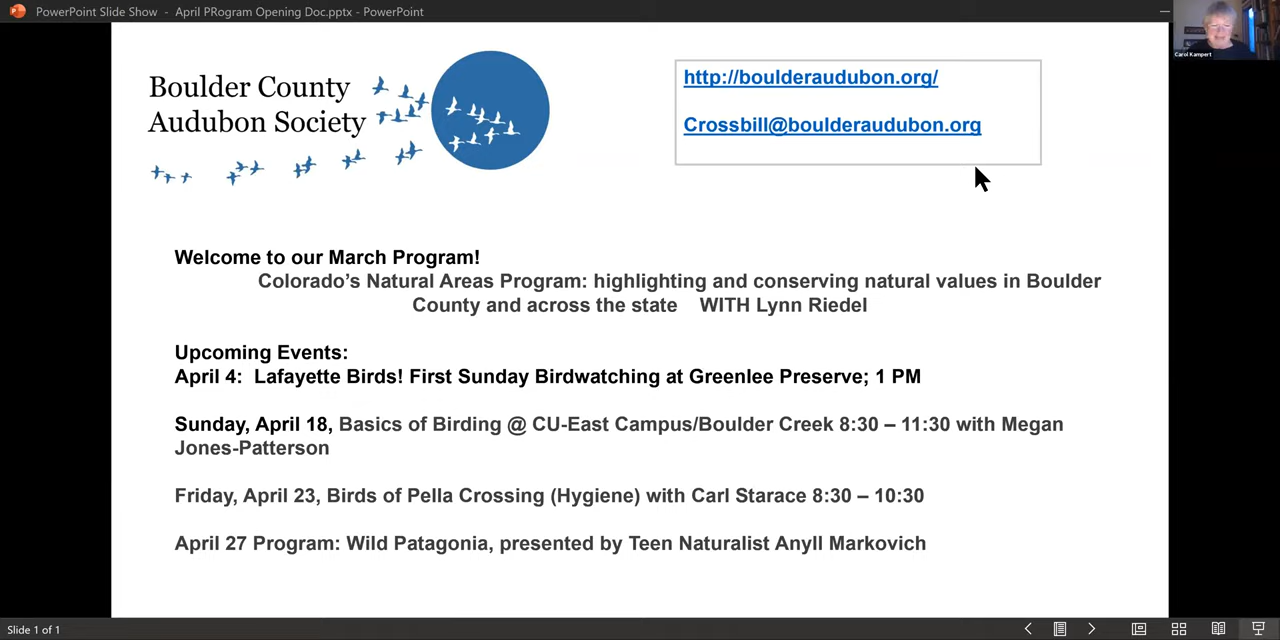 PowerPoint Slide Show - April PRogram Opening Doc.pptx - PowerPoint
Carol Kampert
Boulder County
Audubon Society
http://boulderaudubon.org/
Crossbill@boulderaudubon.org
Welcome to our March Program!
Colorado’s Natural Areas Program: highlighting and conserving natural values in Boulder
County and across the state WITH Lynn Riedel
Upcoming Events:
April 4: Lafayette Birds! First Sunday Birdwatching at Greenlee Preserve; 1 PM
Sunday, April 18, Basics of Birding @ CU-East Campus/Boulder Creek 8:30 – 11:30 with Megan
Jones-Patterson
Friday, April 23, Birds of Pella Crossing (Hygiene) with Carl Starace 8:30 – 10:30
April 27 Program: Wild Patagonia, presented by Teen Naturalist Anyll Markovich
Slide 1 of 1